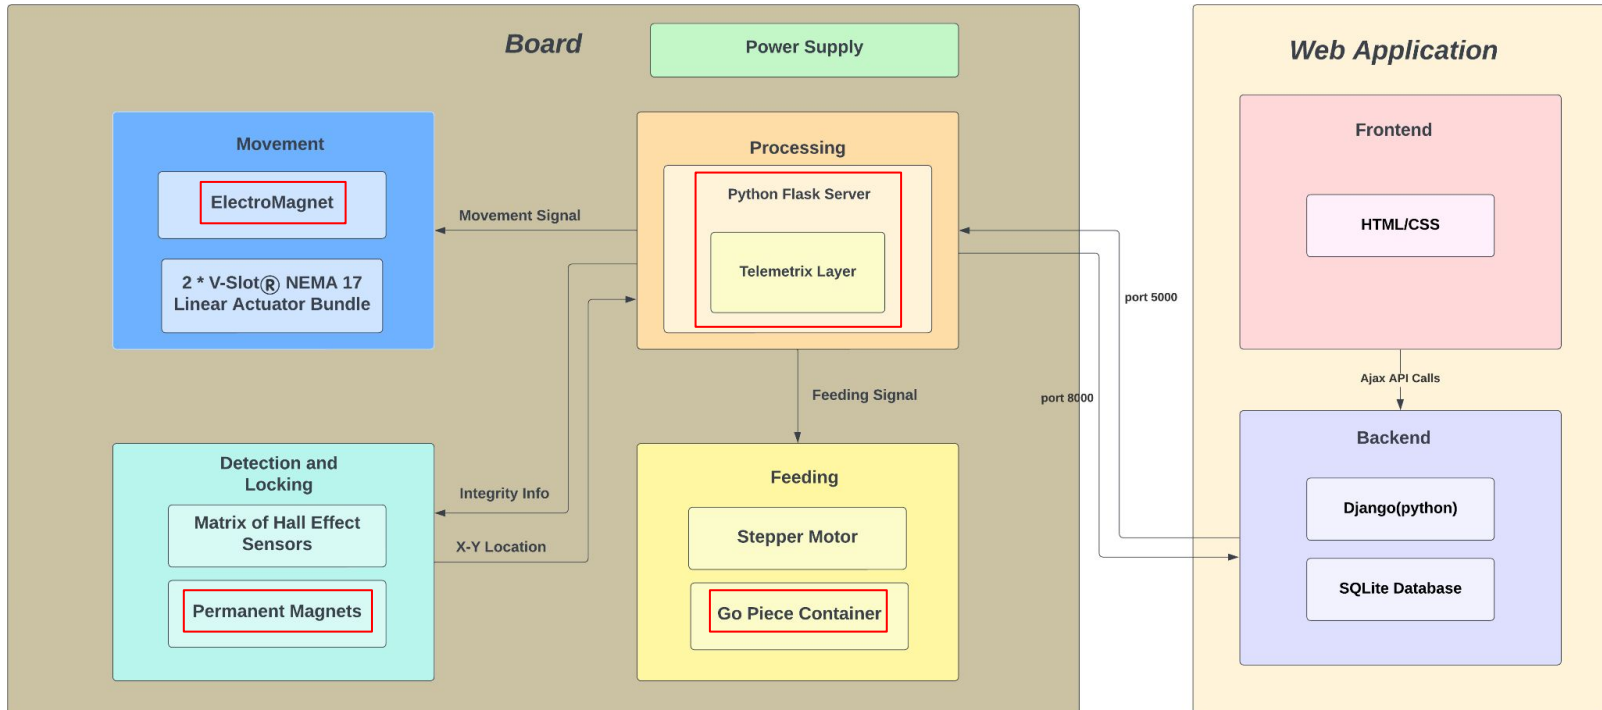 Board
Power Supply
Movement
ElectroMagnet
2 * V-Slot® NEMA 17
Linear Actuator Bundle
Movement Signal
Processing
Python Flask Server
Telemetrix Layer
Feeding Signal
Detection and
Locking
Matrix of Hall Effect
Sensors
Permanent Magnets
Integrity Info
X-Y Location
Feeding
Stepper Motor
Go Piece Container
port 5000
port 8000
Web Application
Frontend
HTML/CSS
Ajax API Calls
Backend
Django(python)
SQLite Database